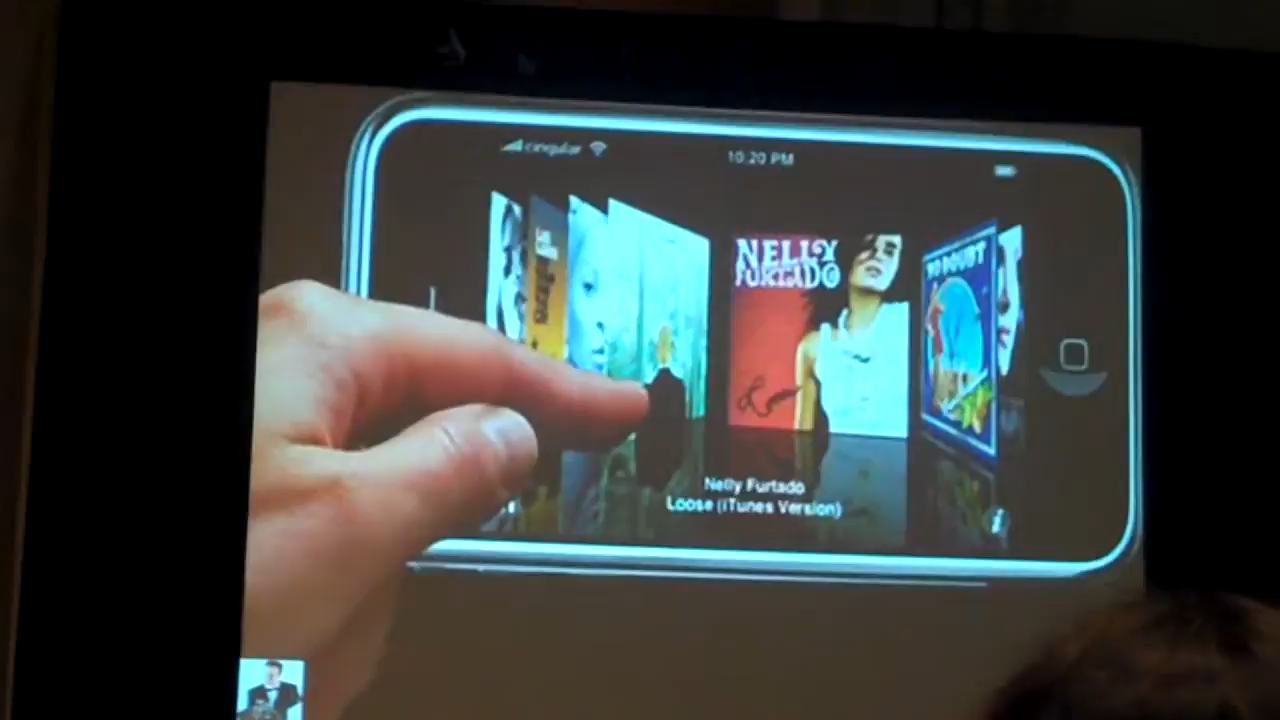 cingular
10:20 PM
NELLY
FURTADO
NO DOUBT
Nelly Furtado
Loose (iTunes Version)